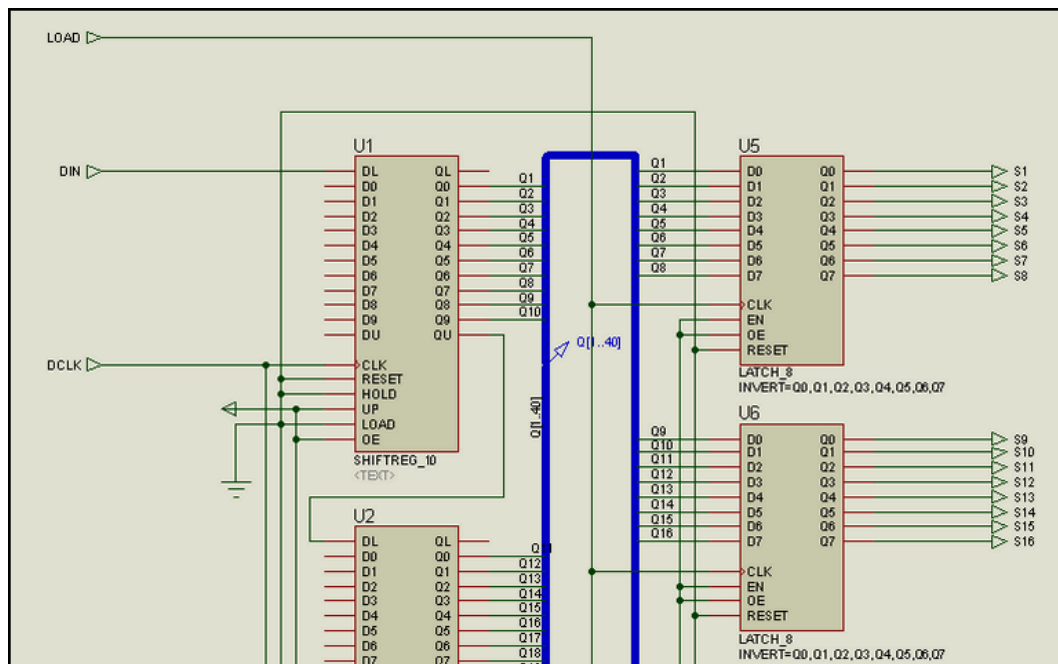 LOAD
DIN
DCLK
U1
DL QL
D0 Q0
D1 Q1
D2 Q2
D3 Q3
D4 Q4
D5 Q5
D6 Q6
D7 Q7
D8 Q8
D9 Q9
DU QU
CLK
RESET
HOLD
UP
LOAD
OE
SHIFTREG_10
<TEXT>
Q1
Q2
Q3
Q4
Q5
Q6
Q7
Q8
Q9
Q10
Q[1..40]
Q[1..40]
U2
DL QL
D0 Q0
D1 Q1
D2 Q2
D3 Q3
D4 Q4
D5 Q5
D6 Q6
D7 Q7
Q12
Q13
Q14
Q15
Q16
Q17
Q18
U5
Q1
Q2
Q3
Q4
Q5
Q6
Q7
Q8
D0 Q0
D1 Q1
D2 Q2
D3 Q3
D4 Q4
D5 Q5
D6 Q6
D7 Q7
CLK
EN
OE
RESET
LATCH_8
INVERT=Q0,Q1,Q2,Q3,Q4,Q5,Q6,Q7
S1
S2
S3
S4
S5
S6
S7
S8
U6
Q9
Q10
Q11
Q12
Q13
Q14
Q15
Q16
D0 Q0
D1 Q1
D2 Q2
D3 Q3
D4 Q4
D5 Q5
D6 Q6
D7 Q7
CLK
EN
OE
RESET
LATCH_8
INVERT=Q0,Q1,Q2,Q3,Q4,Q5,Q6,Q7
S9
S10
S11
S12
S13
S14
S15
S16